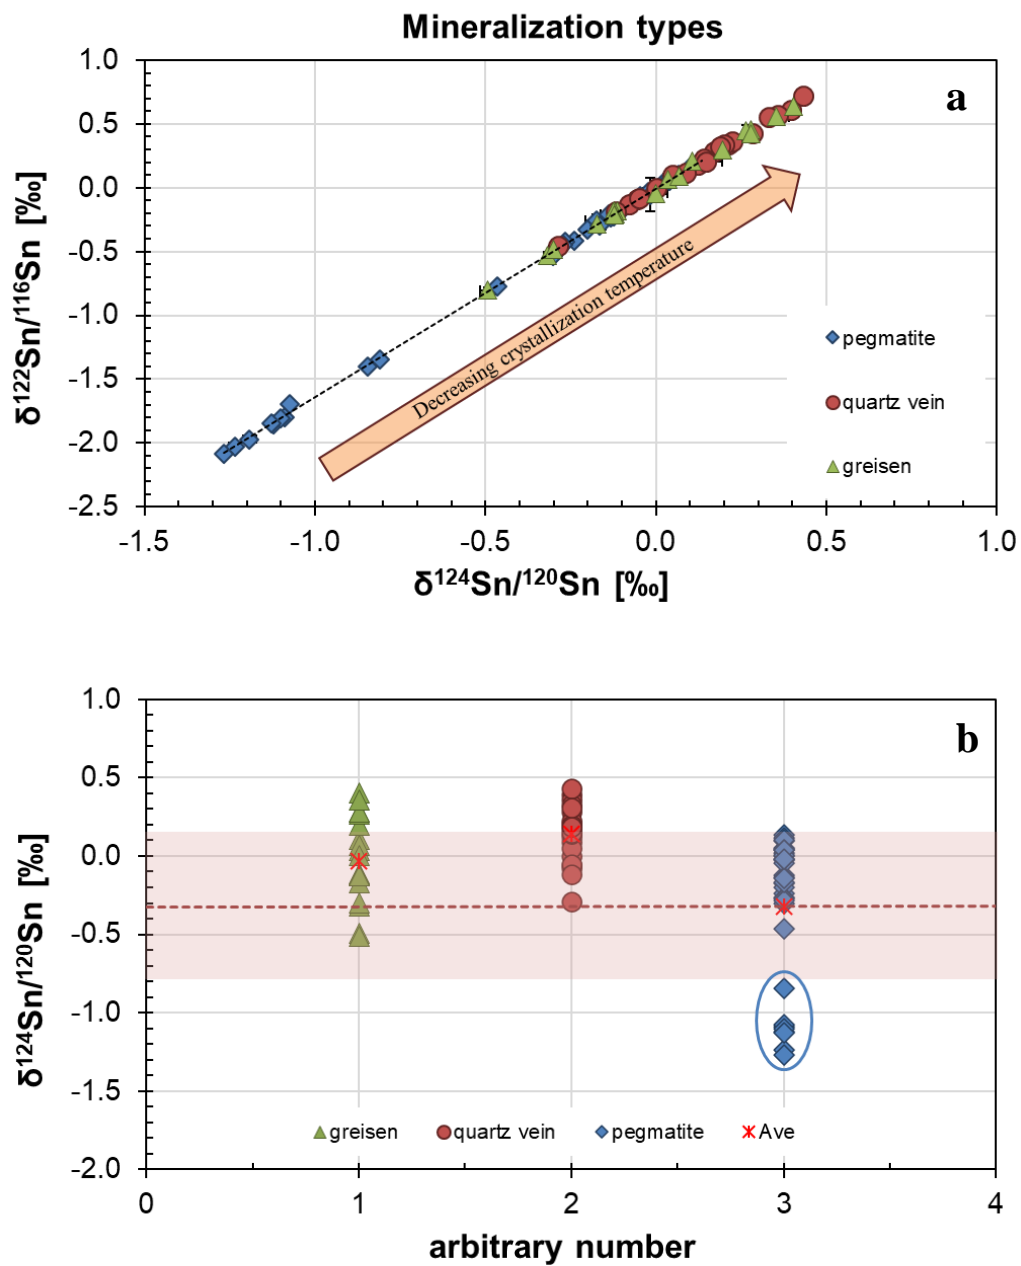 Mineralization types
a
1.0
0.5
0.0
-0.5
-1.0
-1.5
-2.0
-2.5
δ¹²²Sn/¹¹⁶Sn [‰]
Decreasing crystallization temperature
pegmatite
quartz vein
greisen
-1.5 -1.0 -0.5 0.0 0.5 1.0
δ¹²⁴Sn/¹²⁰Sn [‰]
b
1.0
0.5
0.0
-0.5
-1.0
-1.5
-2.0
δ¹²⁴Sn/¹²⁰Sn [‰]
greisen quartz vein pegmatite Ave
0 1 2 3 4
arbitrary number